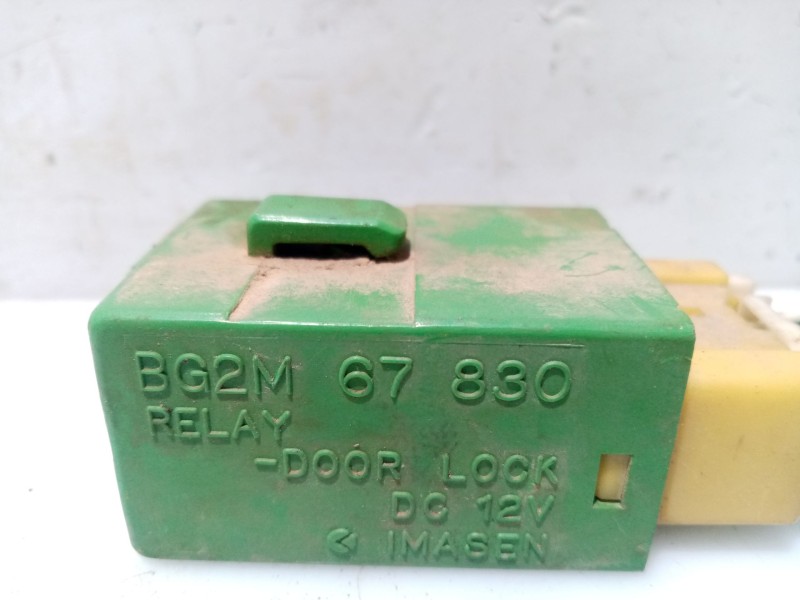 BG2M 67 830
RELAY
-DOOR LOCK
DC 12V
IMASEN